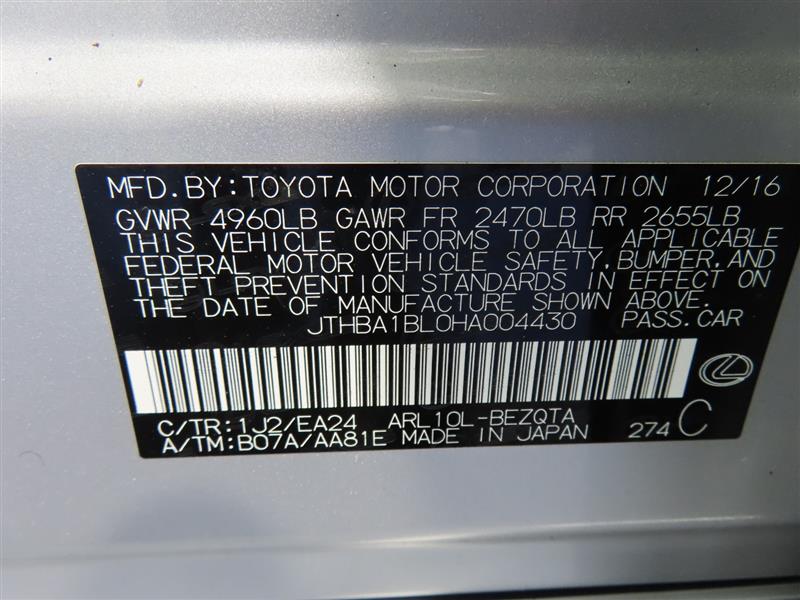 MFD.BY:TOYOTA MOTOR CORPORATION 12/16
GVWR 4960LB GAWR FR 2470LB RR 2655LB
THIS VEHICLE CONFORMS TO ALL APPLICABLE
FEDERAL MOTOR VEHICLE SAFETY,BUMPER,AND
THEFT PREVENTION STANDARDS IN EFFECT ON
THE DATE OF MANUFACTURE SHOWN ABOVE.
JTHBA1BL0HA004430 PASS.CAR
C/TR:1J2/EA24 ARL10L-BEZQTA
A/TM:B07A/AA81E MADE IN JAPAN 274 C